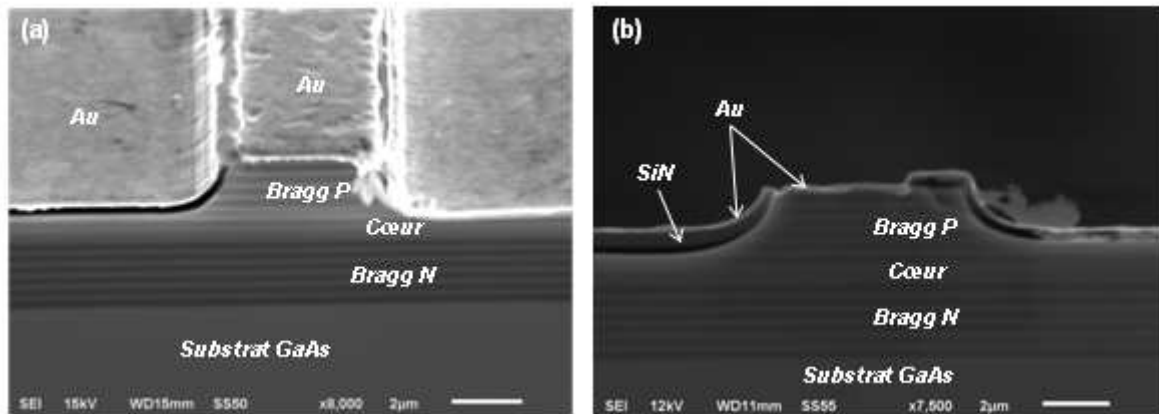 (a)
Au
Au
Bragg P
Cœur
Bragg N
Substrat GaAs
SEI 15kV WD15mm SS50 x8,000 2µm
(b)
Au
SiN
Bragg P
Cœur
Bragg N
Substrat GaAs
SEI 12kV WD11mm SS55 x7,500 2µm